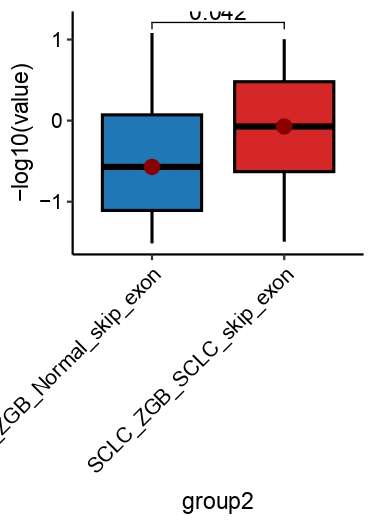 0.042
1
0
−1
−log10(value)
_ZGB_Normal_skip_exon
SCLC_ZGB_SCLC_skip_exon
group2